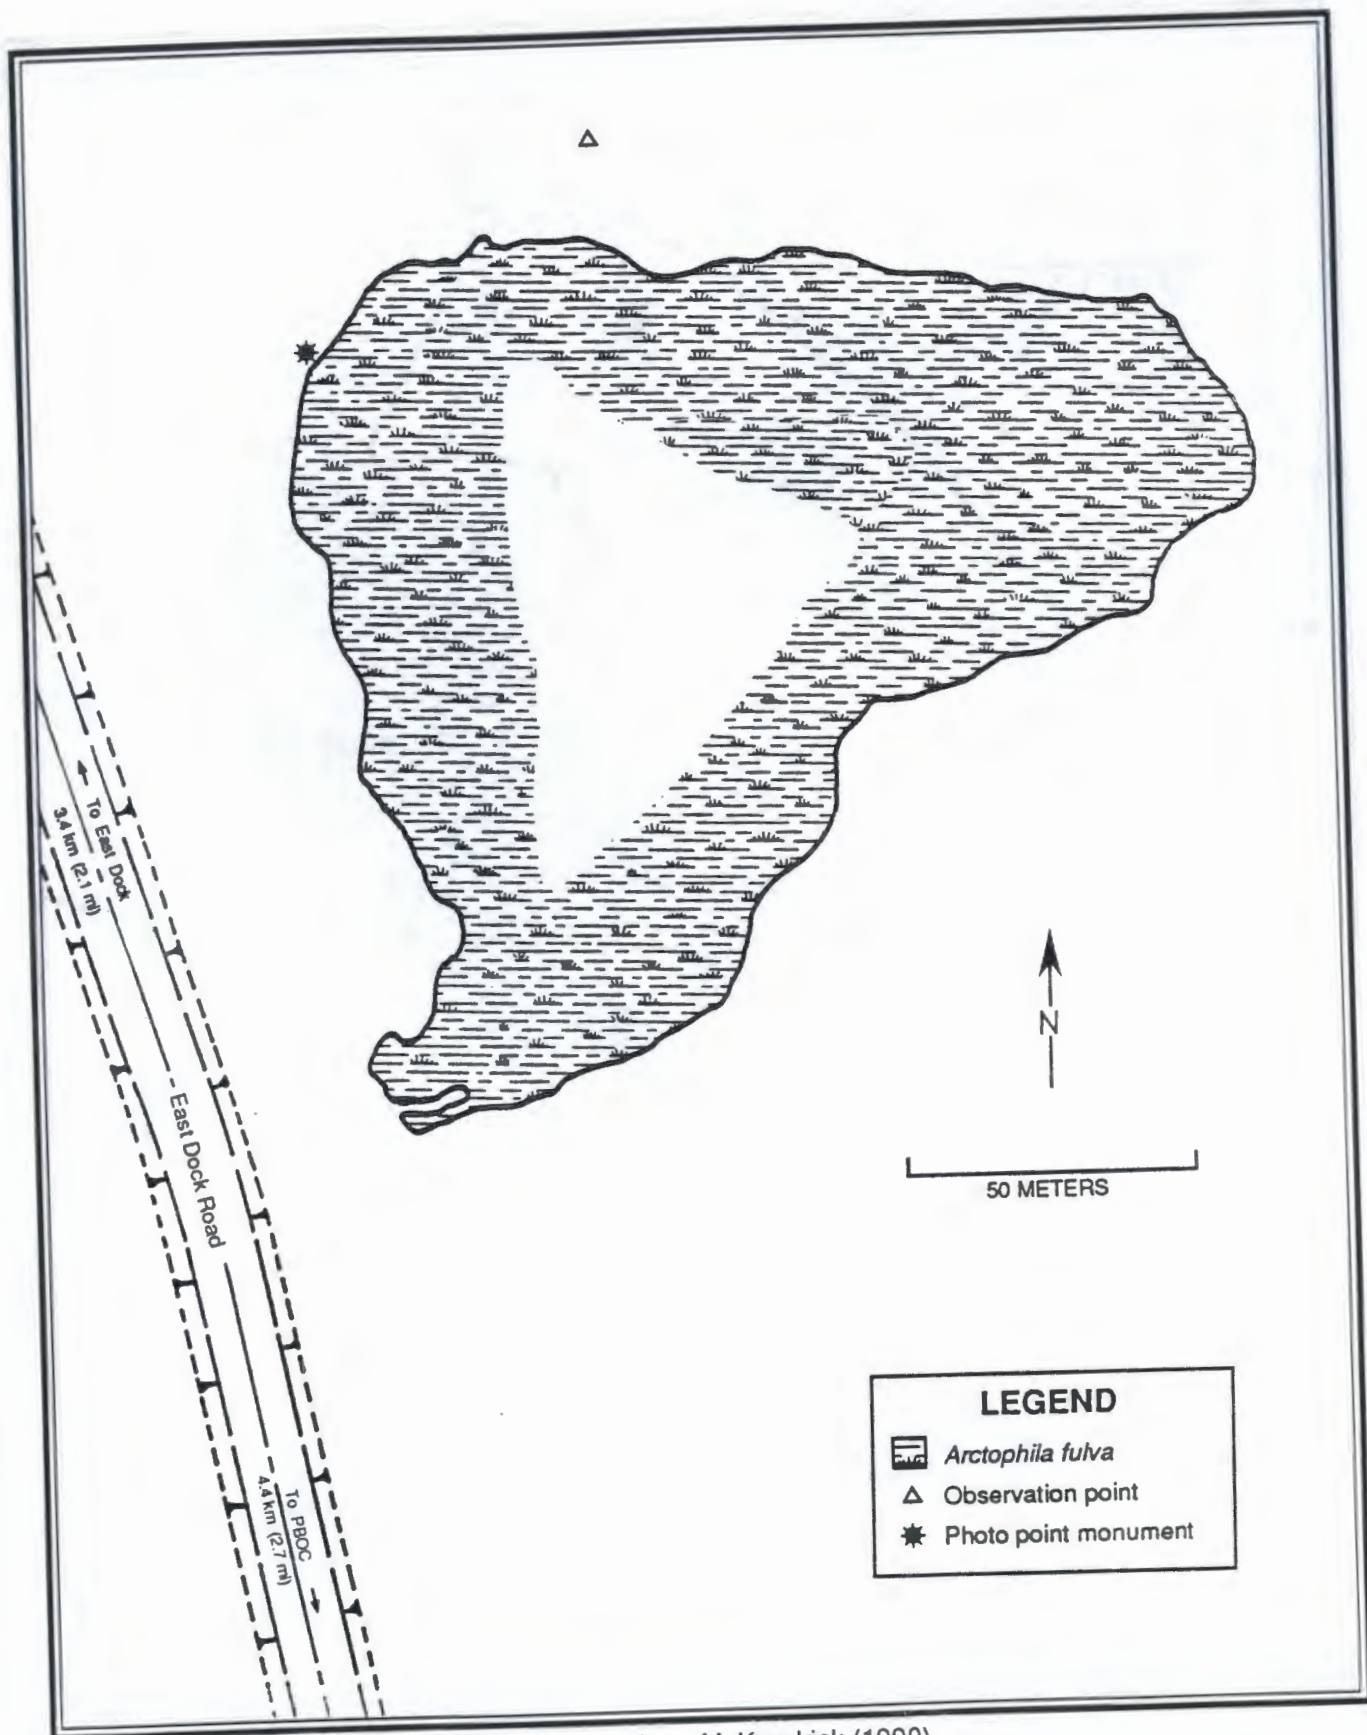 To East Dock
3.4 km (2.1 mi)
East Dock Road
N
50 METERS
To PBOC
4.4 km (2.7 mi)
LEGEND
Arctophila fulva
Observation point
Photo point monument
(1990)